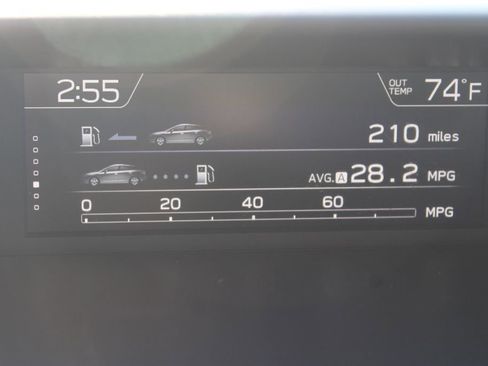 2:55
OUT TEMP 74°F
210 miles
AVG. A 28.2 MPG
0 20 40 60 MPG